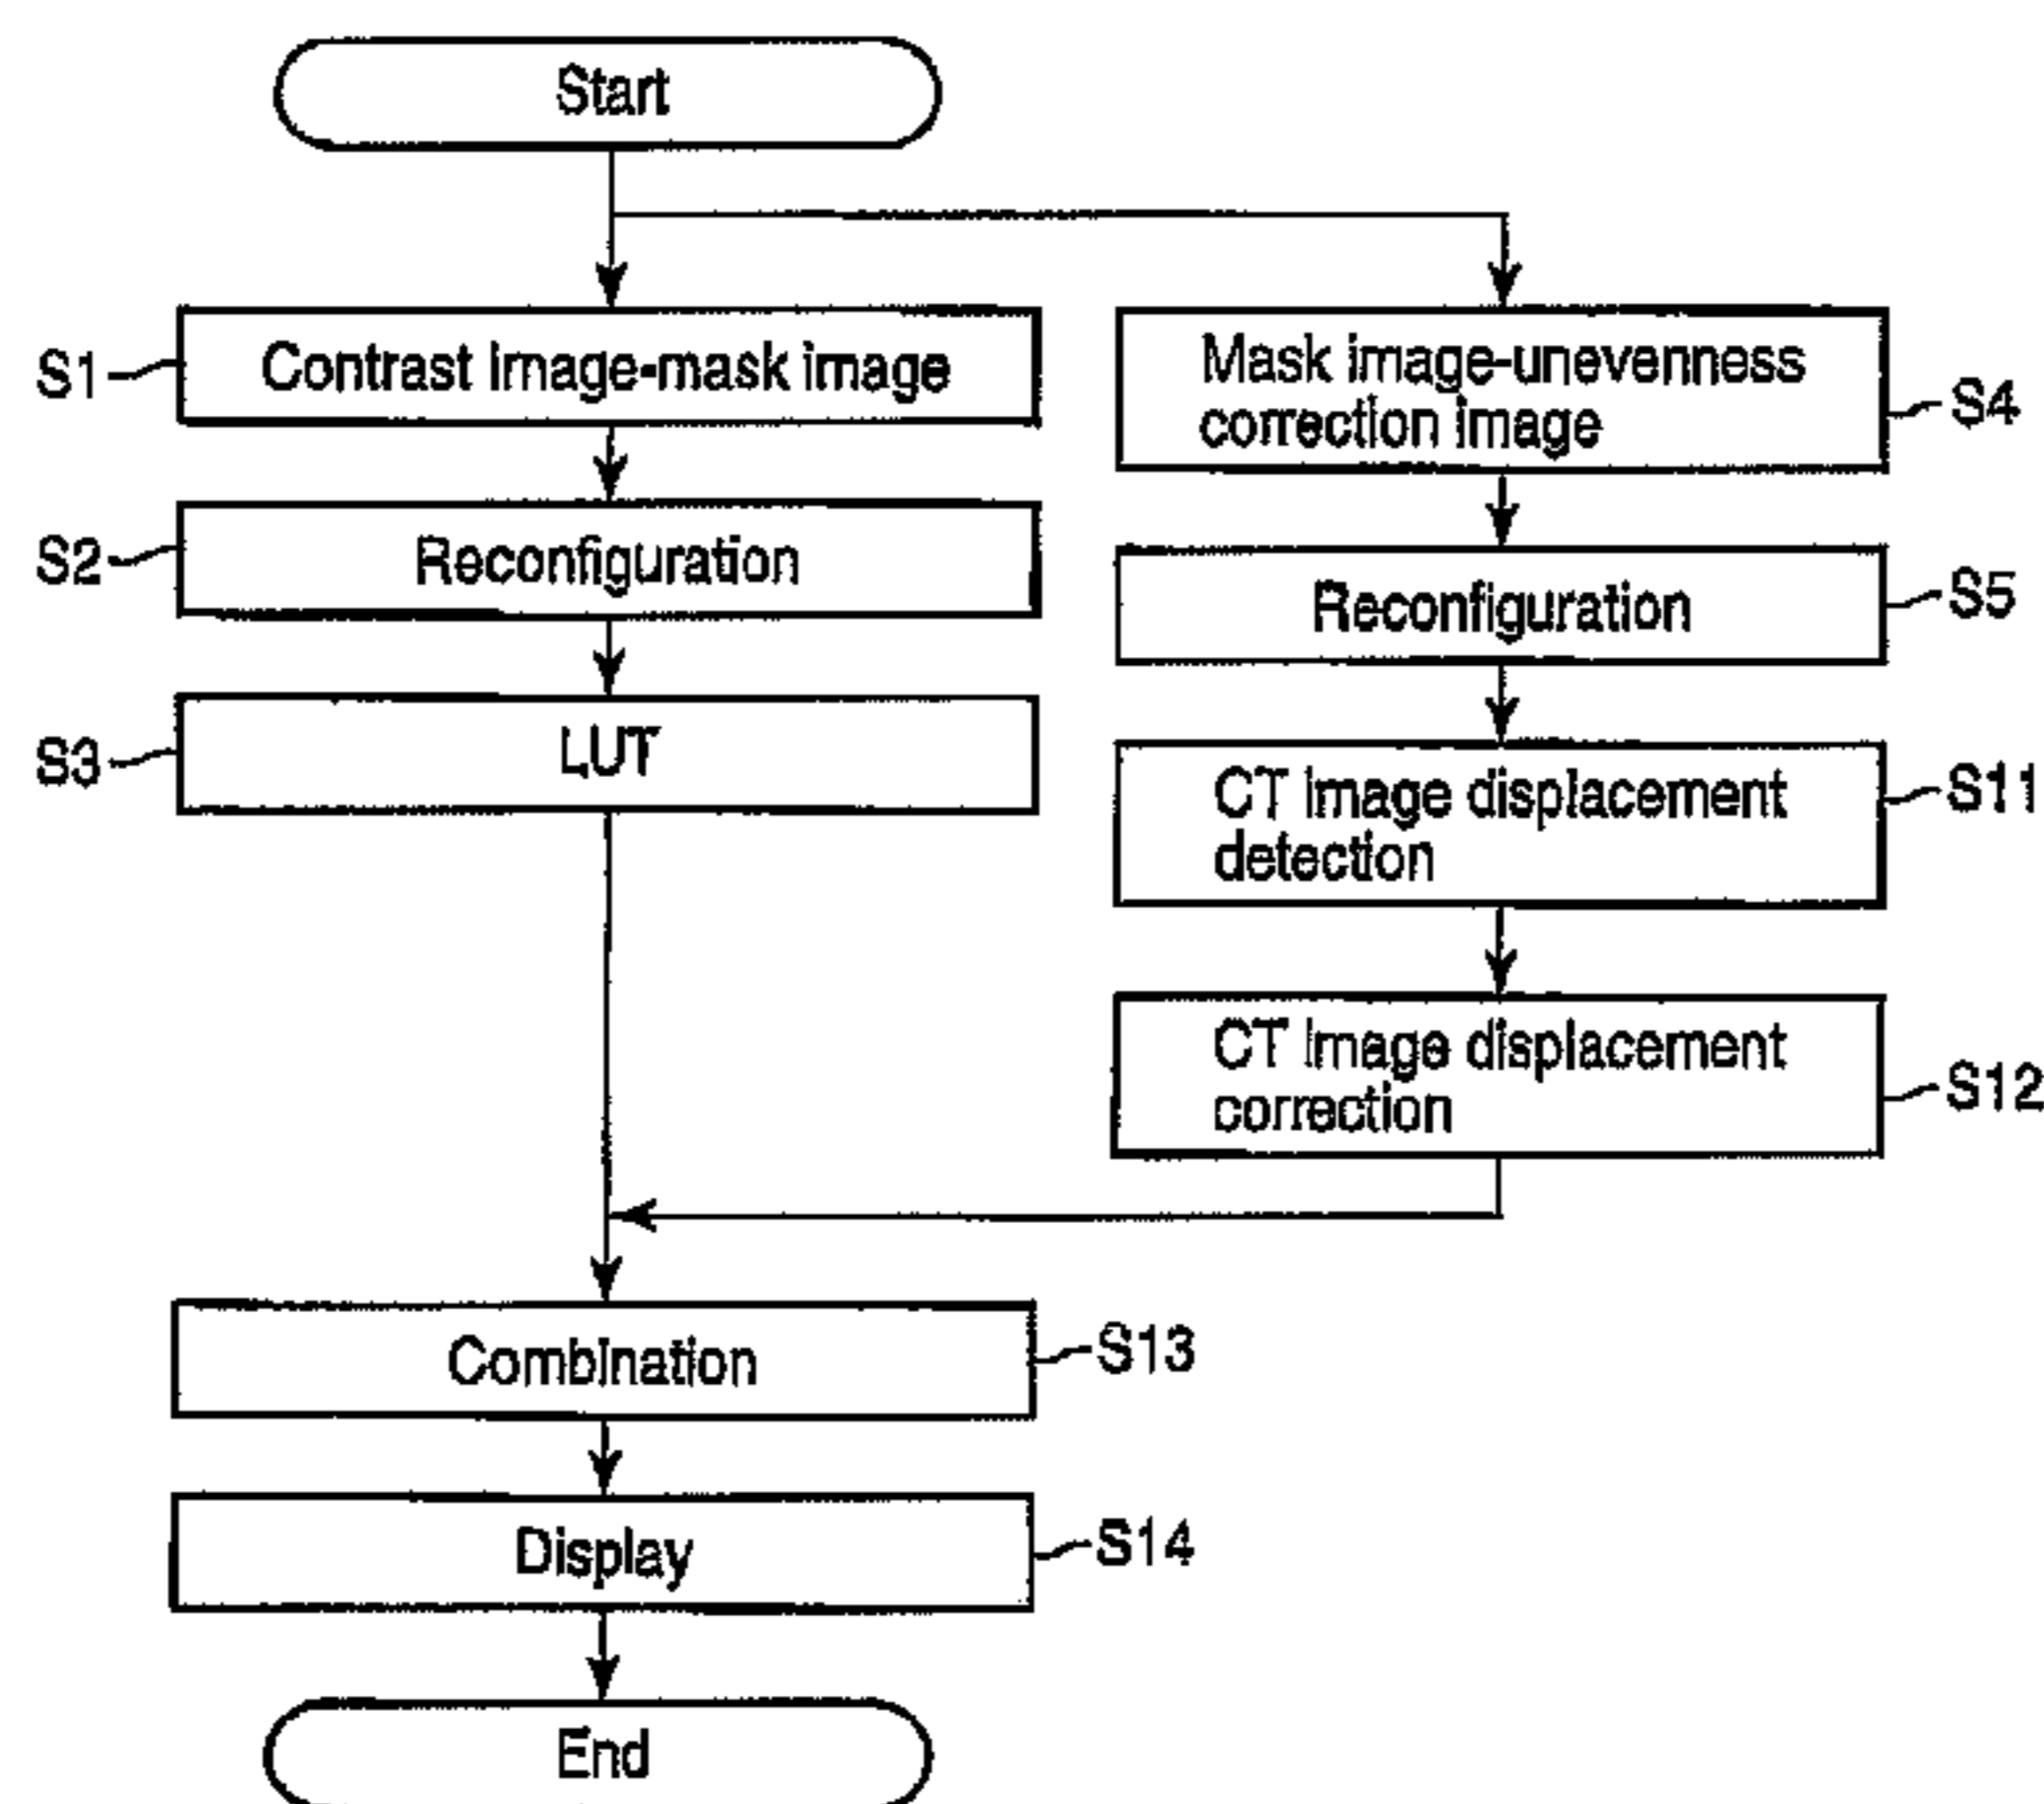 Start
S1
Contrast image-mask image
S2
Reconfiguration
S3
LUT
Mask image-unevenness
correction image
S4
Reconfiguration
S5
CT image displacement
detection
S11
CT image displacement
correction
S12
Combination
S13
Display
S14
End